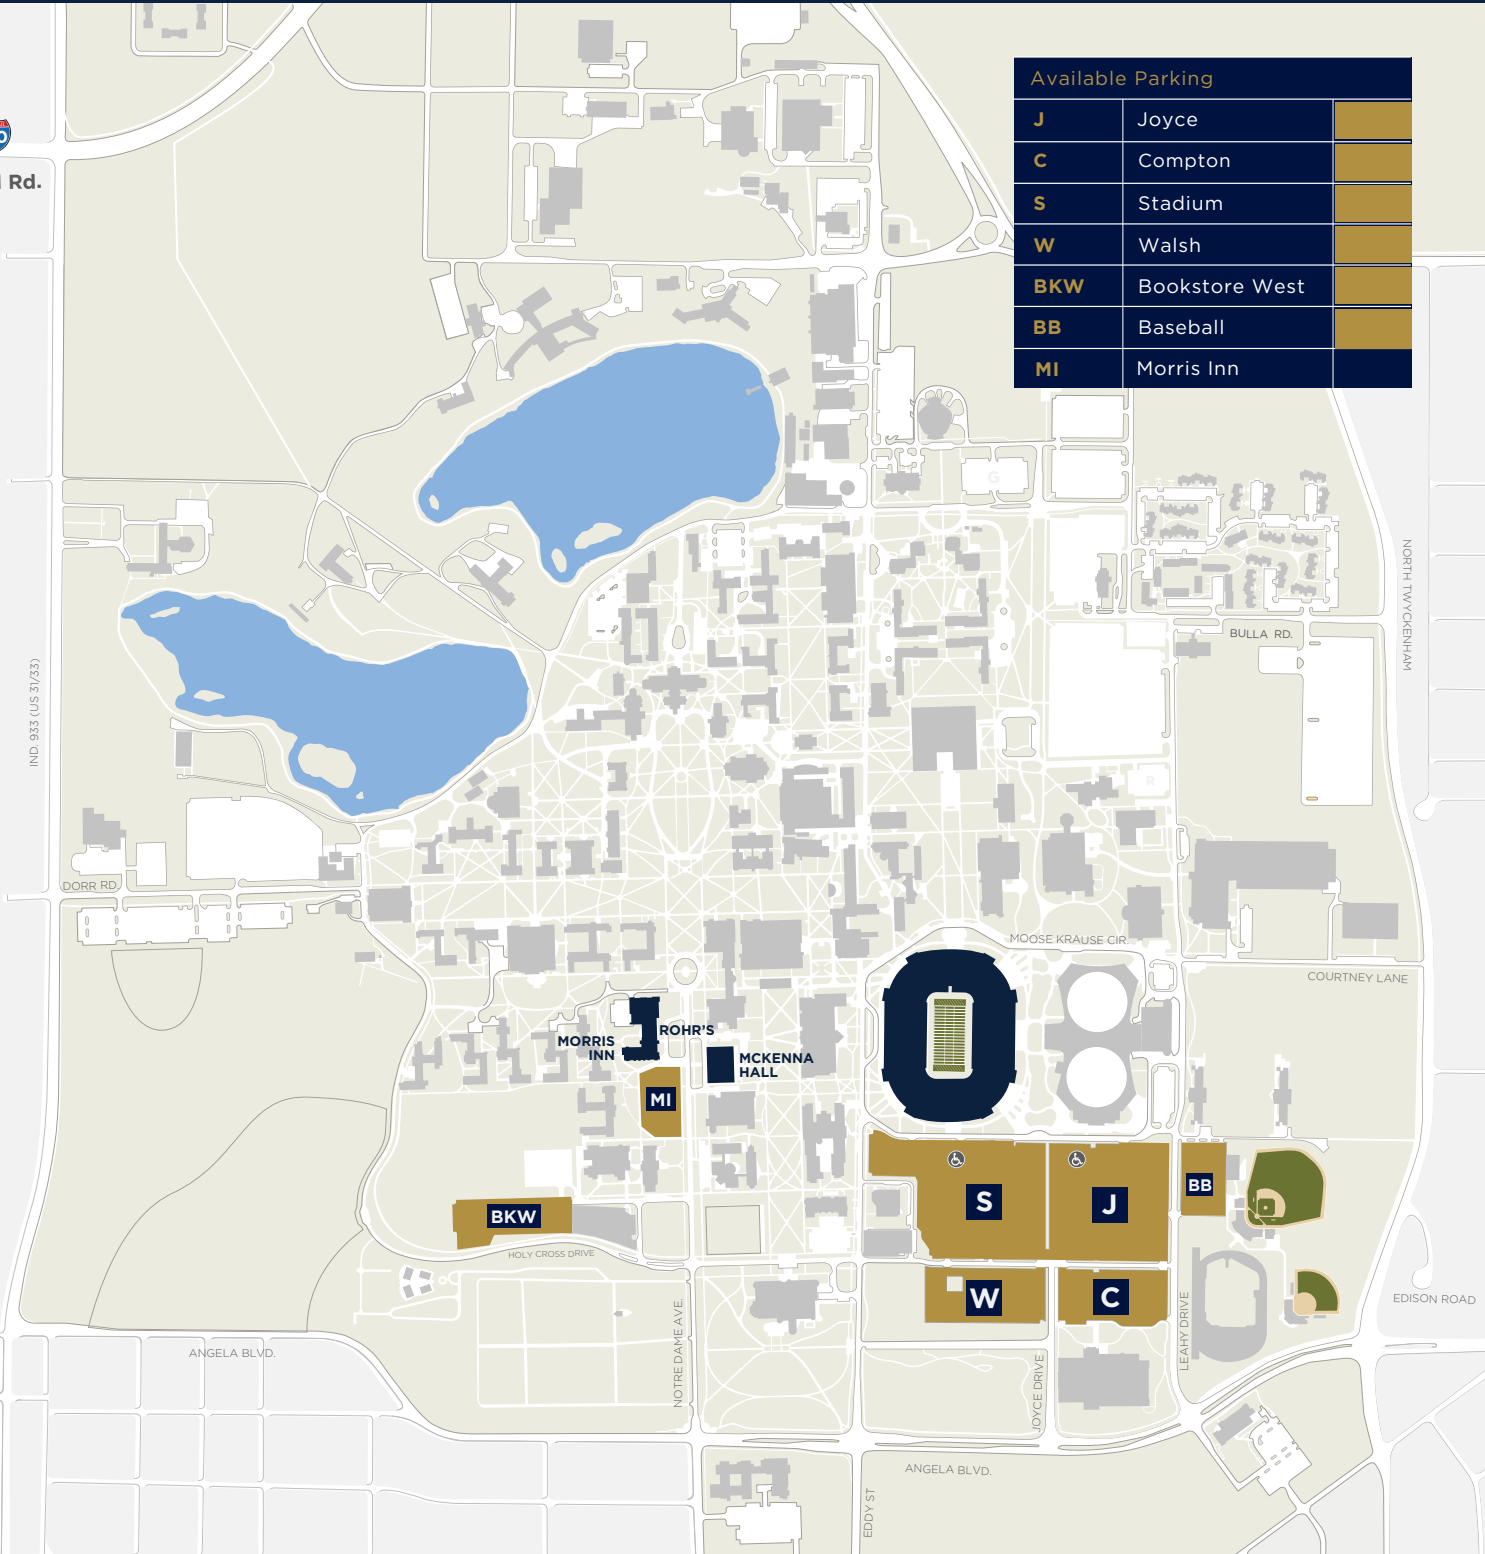 Available Parking
J Joyce
C Compton
S Stadium
W Walsh
BKW Bookstore West
BB Baseball
MI Morris Inn
Rd.
G
NORTH TWYCKENHAM
BULLA RD.
IND. 933 (US 31/33)
R
DORR RD.
MOOSE KRAUSE CIR.
COURTNEY LANE
ROHR'S
MORRIS
INN
MCKENNA
HALL
MI
BB
S
J
BKW
HOLY CROSS DRIVE
W
C
EDISON ROAD
LEAHY DRIVE
NOTRE DAME AVE.
JOYCE DRIVE
ANGELA BLVD.
ANGELA BLVD.
EDDY ST